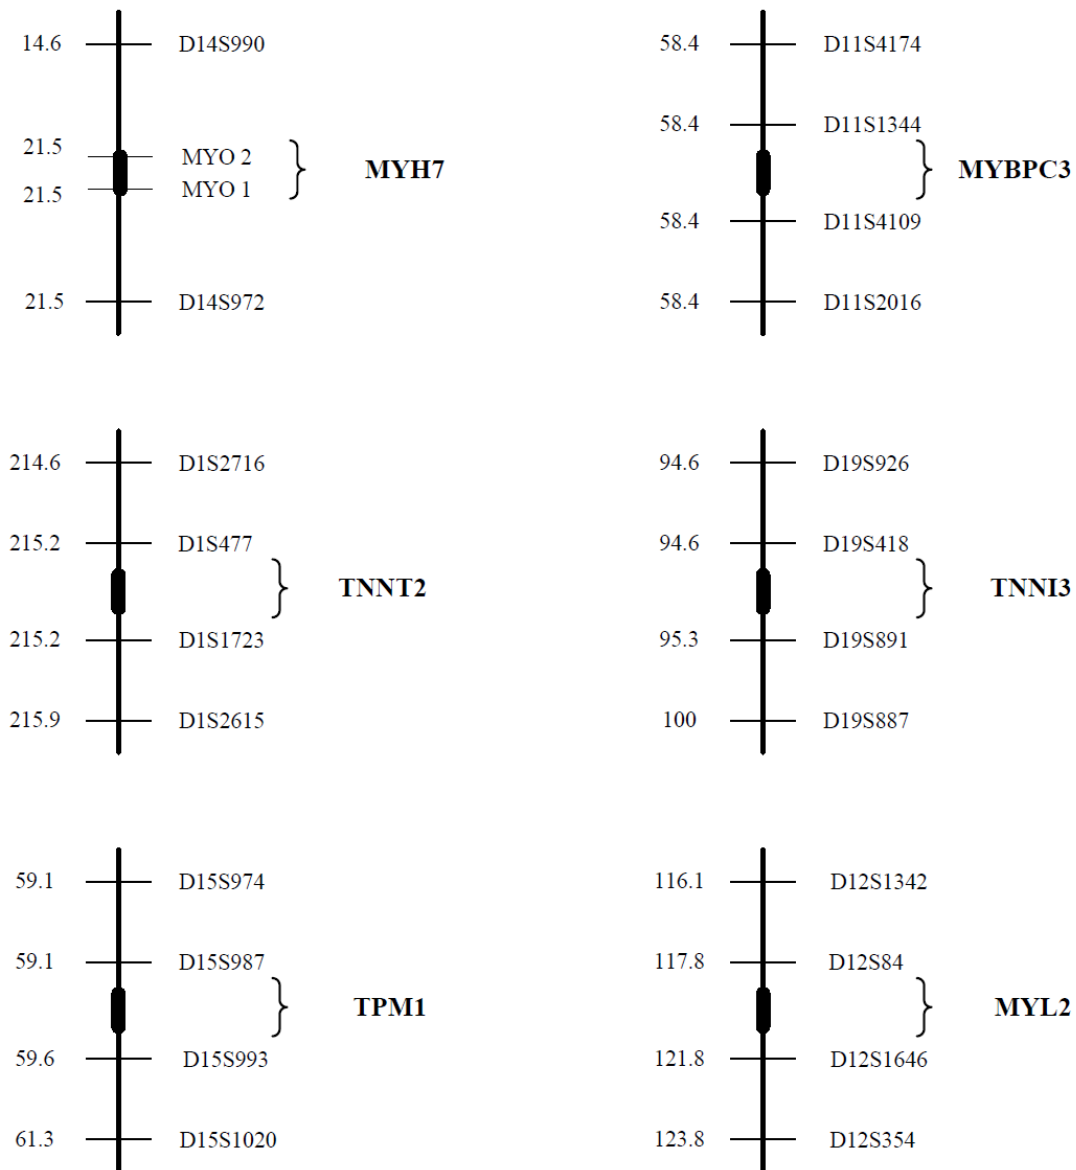 14.6 D14S990
21.5 MYO 2
MYH7
21.5 MYO 1
21.5 D14S972
58.4 D11S4174
58.4 D11S1344
MYBPC3
58.4 D11S4109
58.4 D11S2016
214.6 D1S2716
215.2 D1S477
TNNT2
215.2 D1S1723
215.9 D1S2615
94.6 D19S926
94.6 D19S418
TNNI3
95.3 D19S891
100 D19S887
59.1 D15S974
59.1 D15S987
TPM1
59.6 D15S993
61.3 D15S1020
116.1 D12S1342
117.8 D12S84
MYL2
121.8 D12S1646
123.8 D12S354